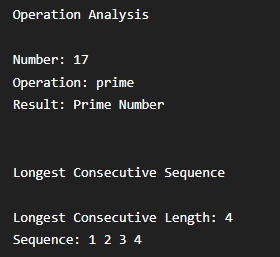 Operation Analysis
Number: 17
Operation: prime
Result: Prime Number
Longest Consecutive Sequence
Longest Consecutive Length: 4
Sequence: 1 2 3 4